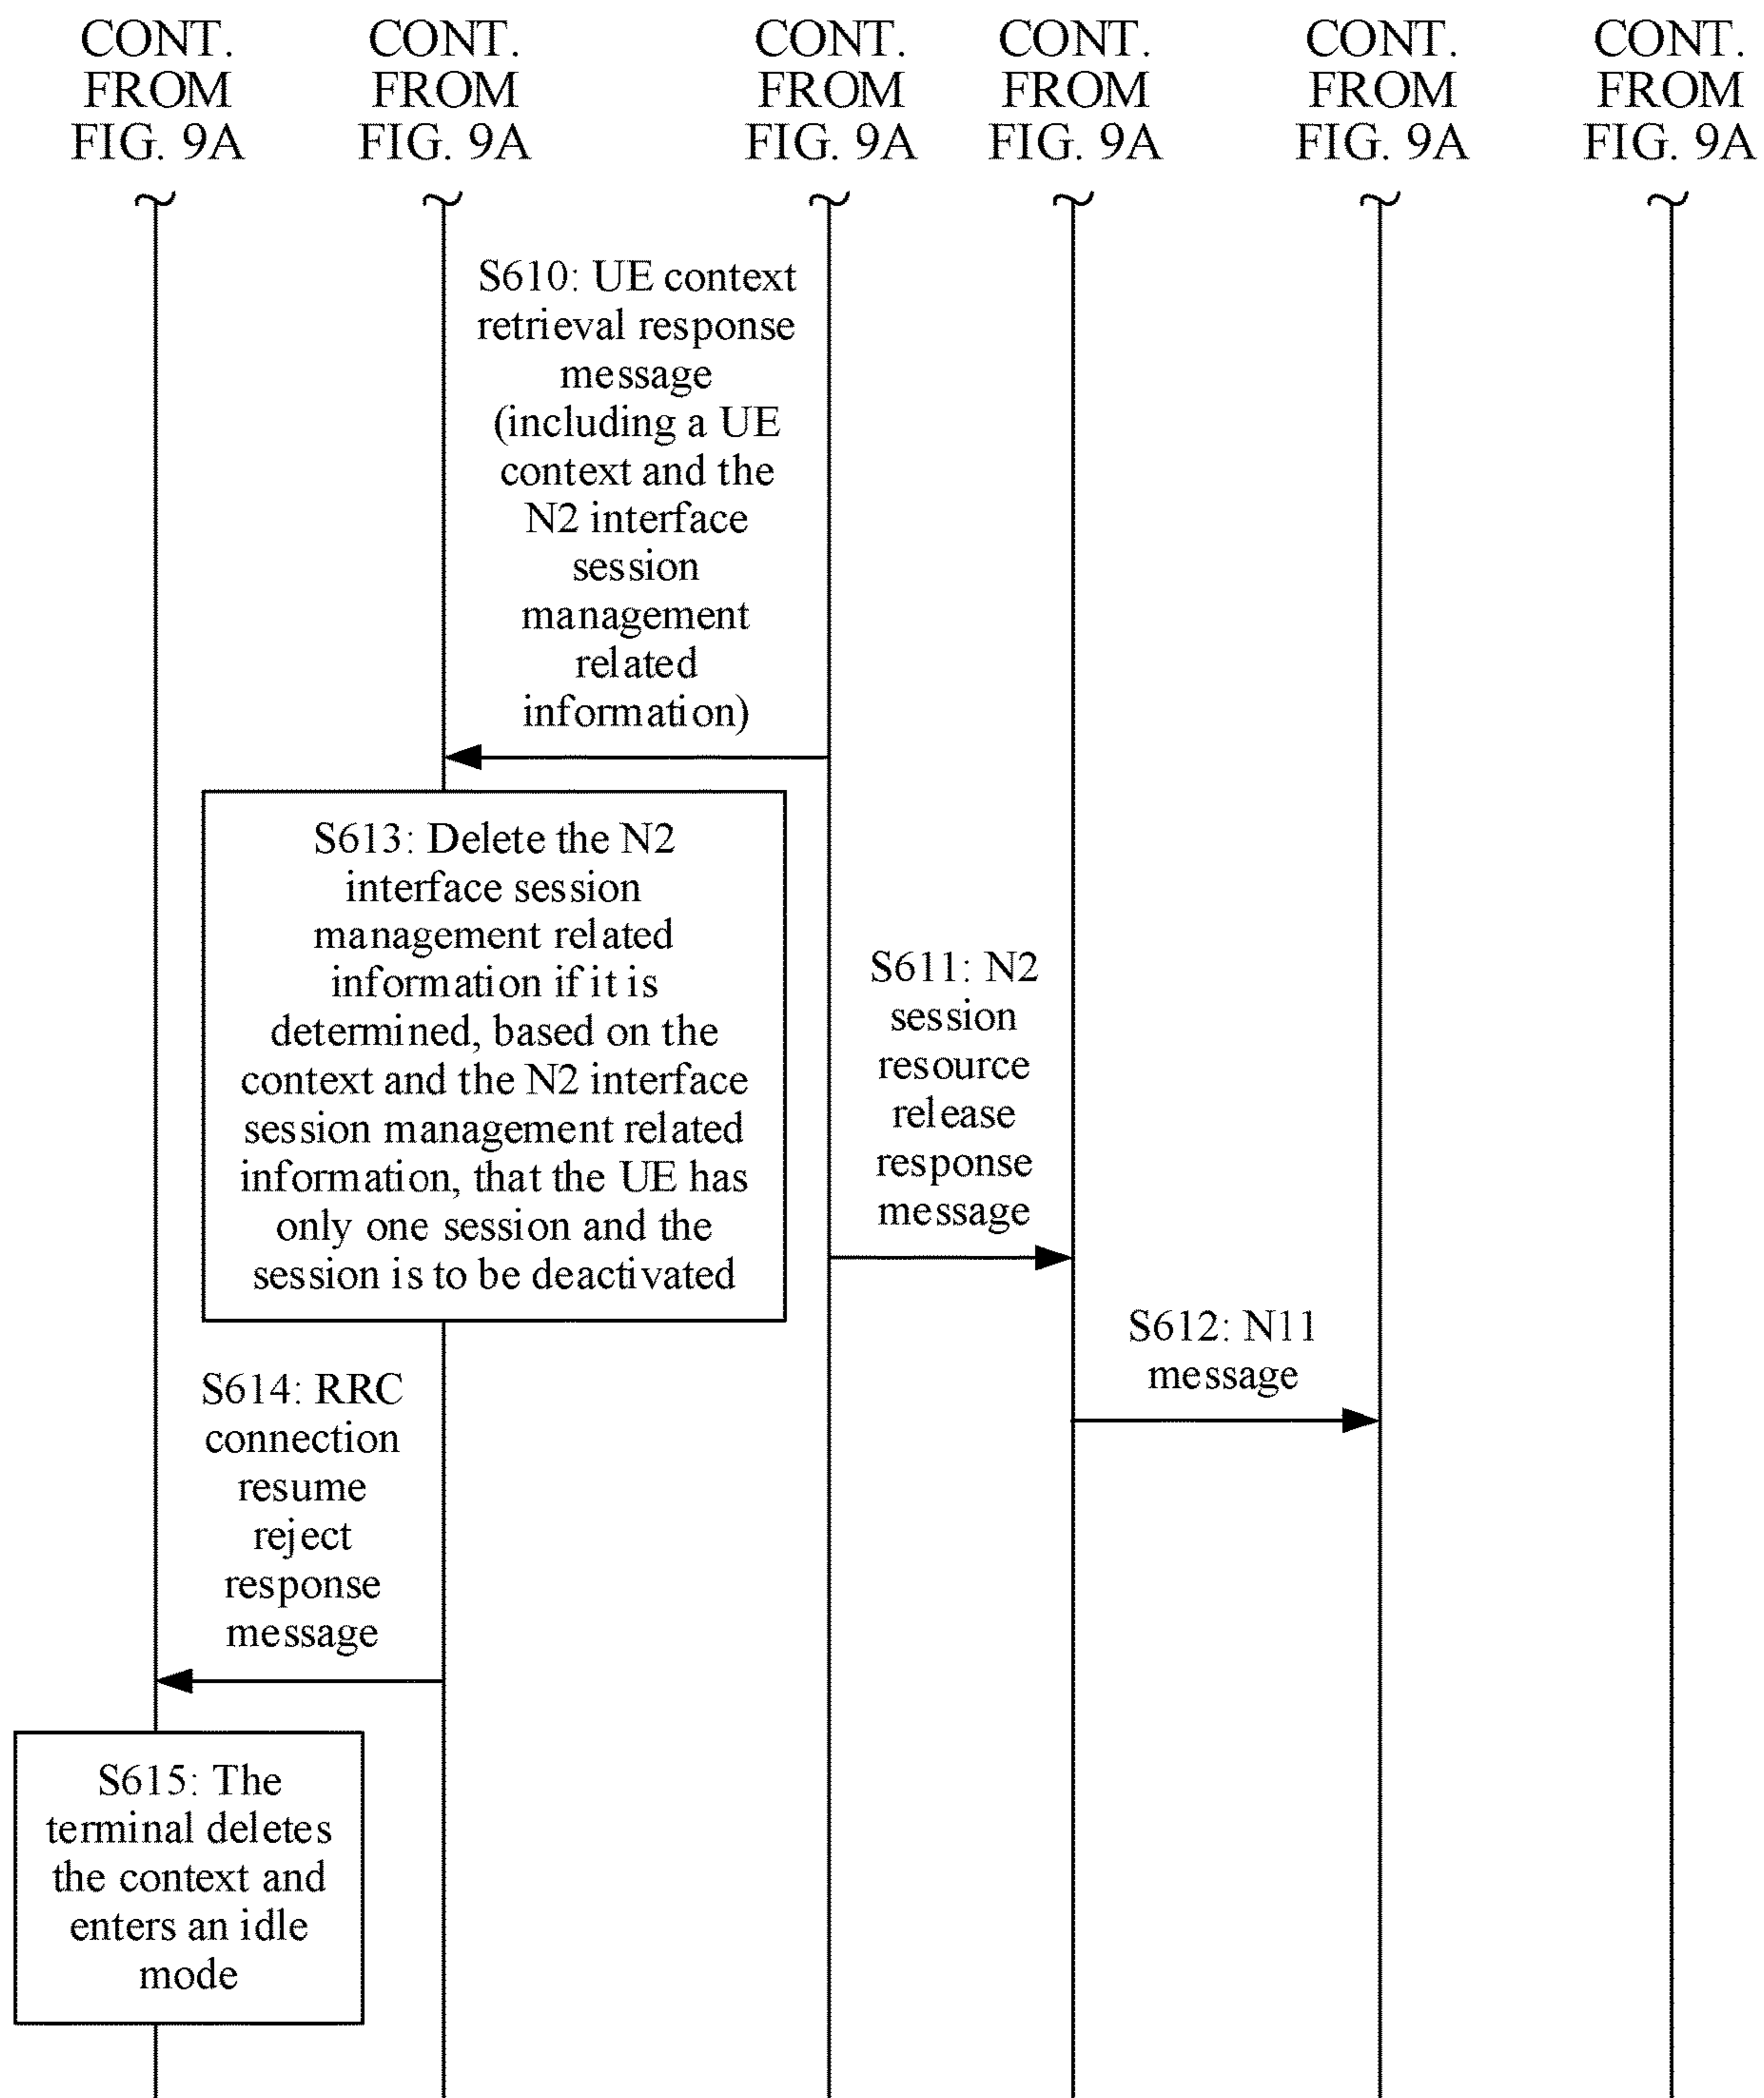 CONT.
FROM
FIG. 9A
CONT.
FROM
FIG. 9A
CONT.
FROM
FIG. 9A
CONT.
FROM
FIG. 9A
CONT.
FROM
FIG. 9A
CONT.
FROM
FIG. 9A
S610: UE context
retrieval response
message
(including a UE
context and the
N2 interface
session
management
related
information)
S613: Delete the N2
interface session
management related
information if it is
determined, based on the
context and the N2 interface
session management related
information, that the UE has
only one session and the
session is to be deactivated
S611: N2
session
resource
release
response
message
S612: N11
message
S614: RRC
connection
resume
reject
response
message
S615: The
terminal deletes
the context and
enters an idle
mode